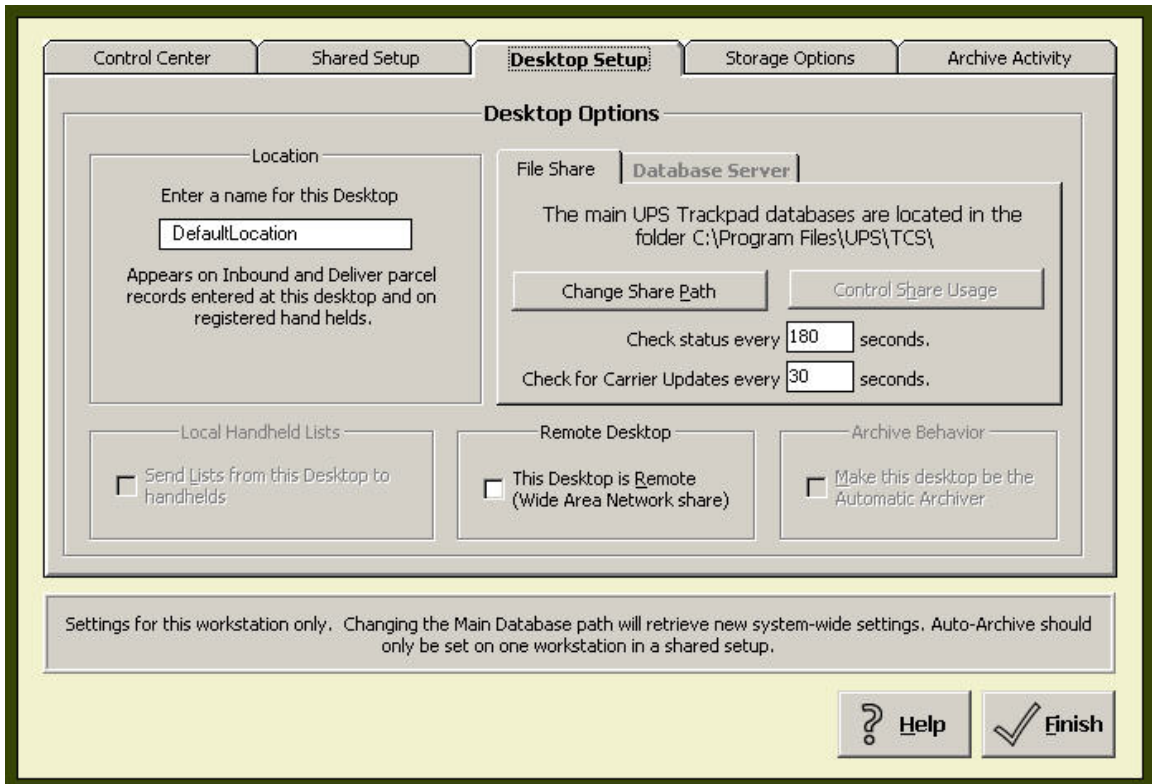 Control Center
Shared Setup
Desktop Setup
Storage Options
Archive Activity
Desktop Options
Location
Enter a name for this Desktop
DefaultLocation
Appears on Inbound and Deliver parcel
records entered at this desktop and on
registered hand helds.
File Share
Database Server
The main UPS Trackpad databases are located in the
folder C:\Program Files\UPS\TCS\
Change Share Path
Control Share Usage
Check status every 180 seconds.
Check for Carrier Updates every 30 seconds.
Local Handheld Lists
Send Lists from this Desktop to
handhelds
Remote Desktop
This Desktop is Remote
(Wide Area Network share)
Archive Behavior
Make this desktop be the
Automatic Archiver
Settings for this workstation only.  Changing the Main Database path will retrieve new system-wide settings. Auto-Archive should
only be set on one workstation in a shared setup.
Help
Finish